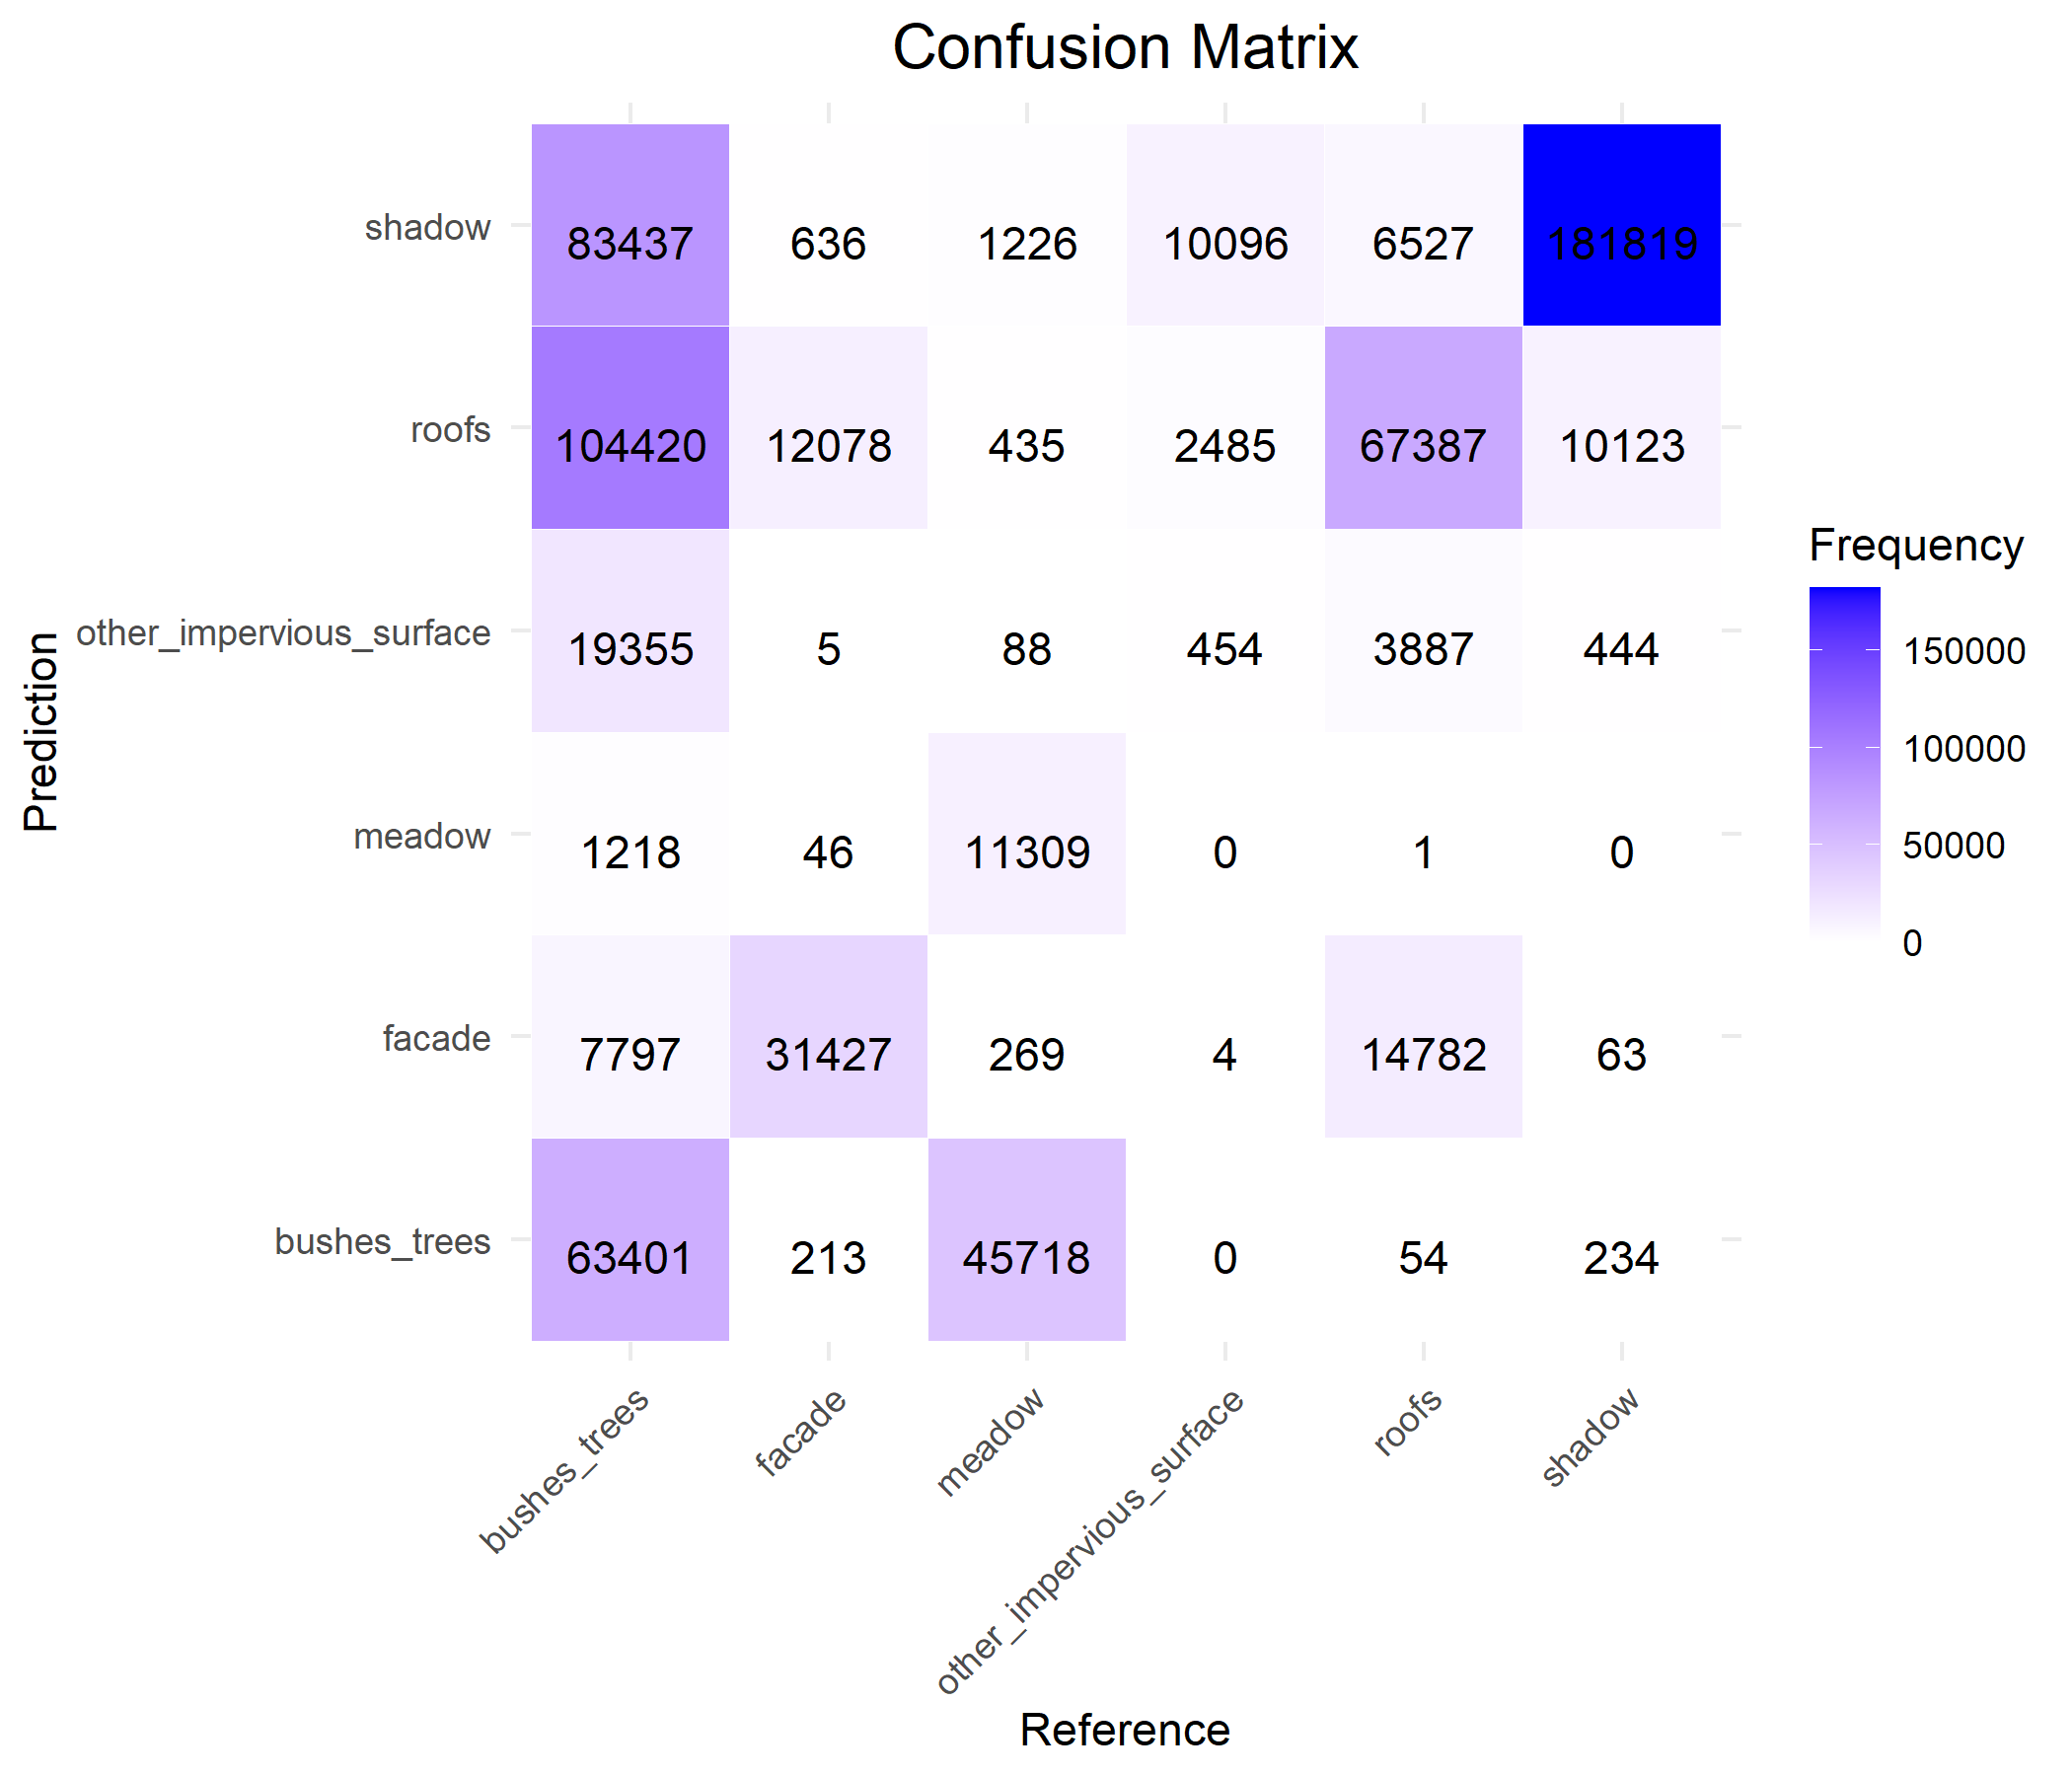 Confusion Matrix
shadow 83437 636 1226 10096 6527 181819
roofs 104420 12078 435 2485 67387 10123
other_impervious_surface 19355 5 88 454 3887 444
meadow 1218 46 11309 0 1 0
facade 7797 31427 269 4 14782 63
bushes_trees 63401 213 45718 0 54 234
bushes_trees facade meadow other_impervious_surface roofs shadow
Reference
Prediction
Frequency
150000
100000
50000
0